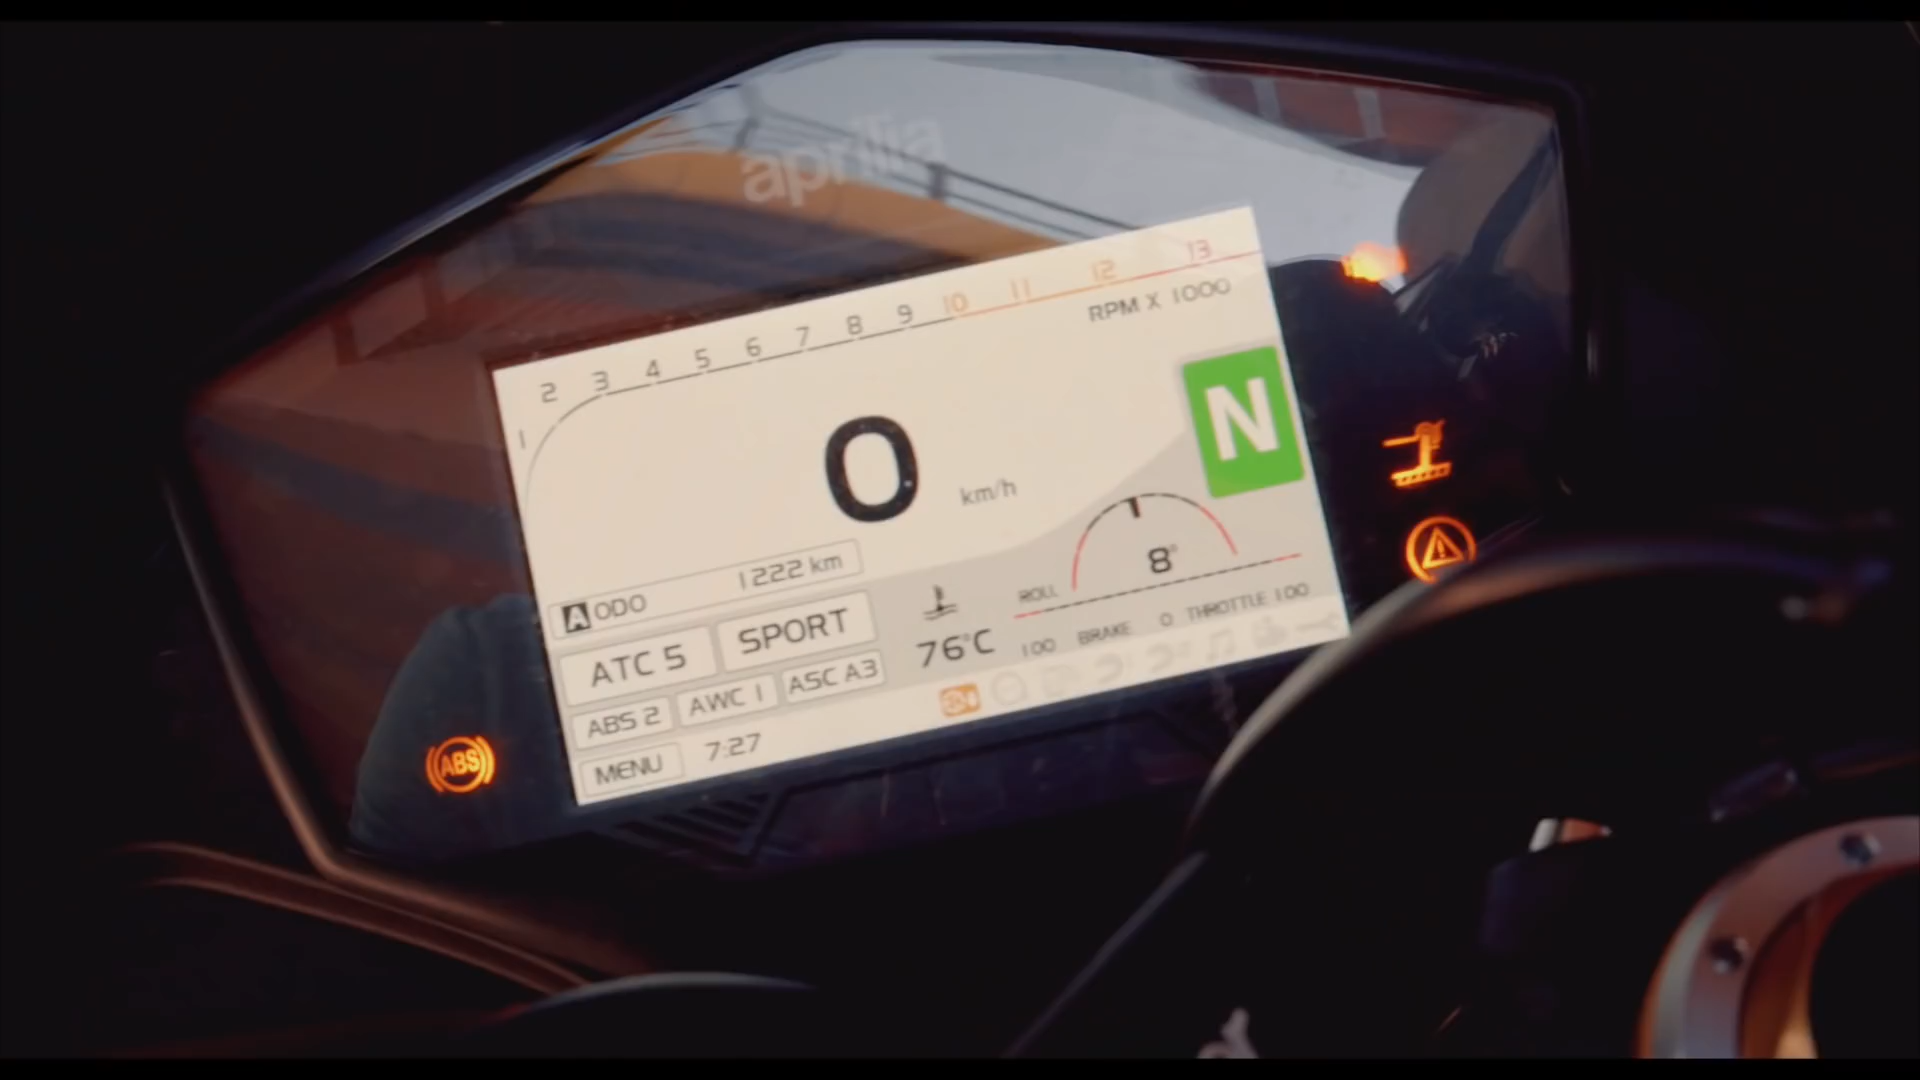 aprilia
1 2 3 4 5 6 7 8 9 10 11 12 13
RPM X 1000
N
0 km/h
8°
A ODO 1222 km
ROLL
ATC 5 SPORT
76°C
100 BRAKE 0 THROTTLE 100
ABS 2 AWC 1 ASC A3
MENU 7:27
ABS